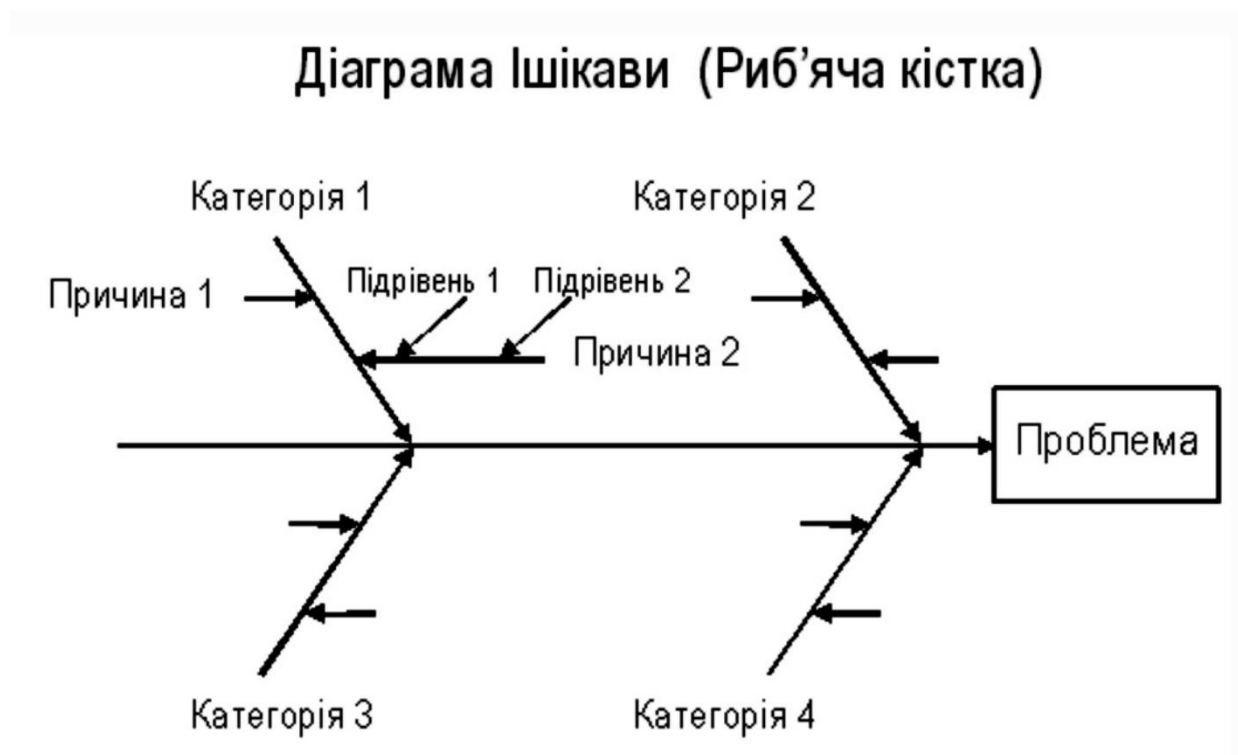 Діаграма Ішікави (Риб’яча кістка)
Категорія 1
Категорія 2
Причина 1
Підрівень 1
Підрівень 2
Причина 2
Проблема
Категорія 3
Категорія 4